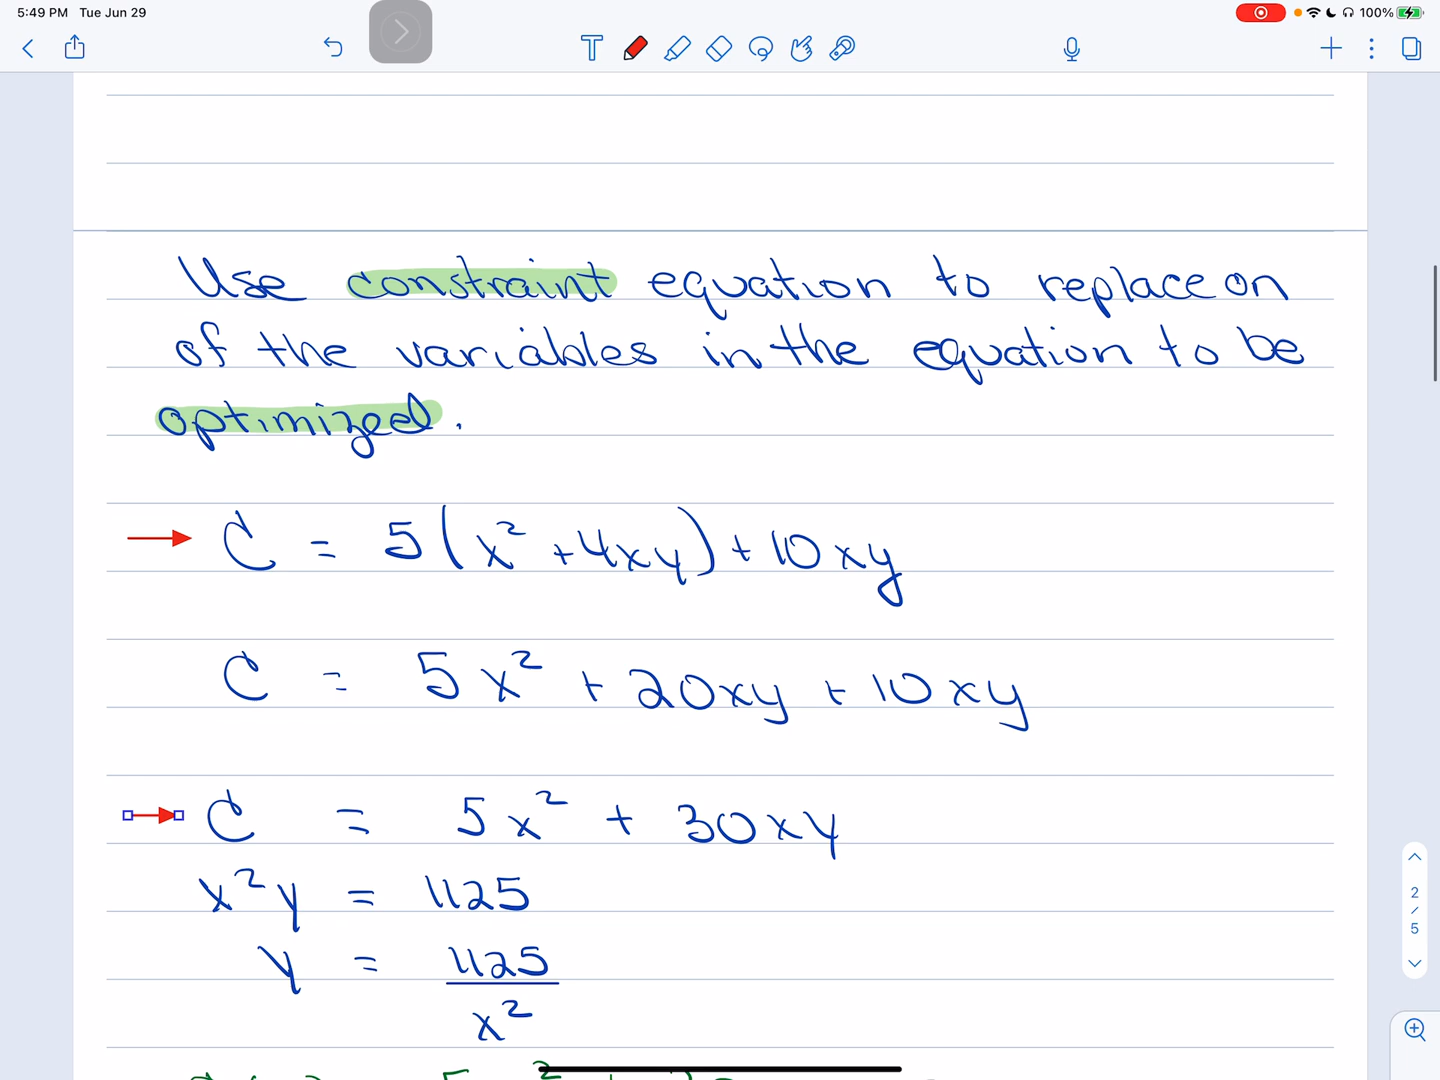 5:49 PM Tue Jun 29
100%
T
Use constraint equation to replace on
of the variables in the equation to be
optimized.
C = 5(x² + 4xy) + 10xy
C = 5x² + 20xy + 10xy
C = 5x² + 30xy
x²y = 1125
y = 1125
x²
2
/
5